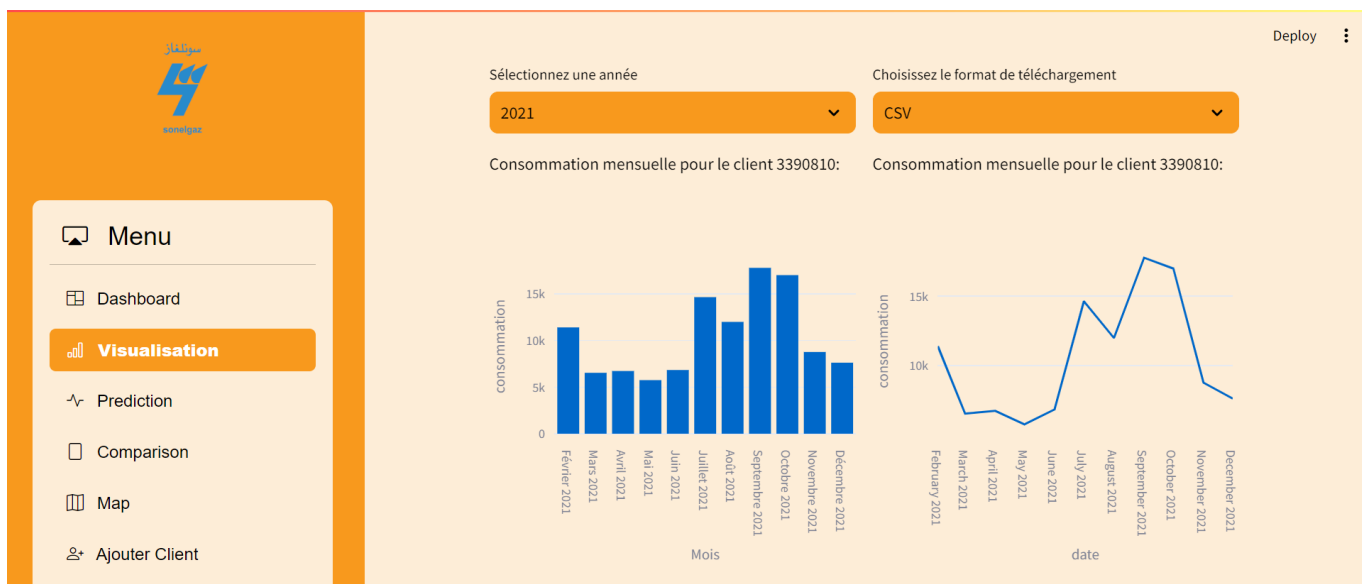 سونلغاز
sonelgaz
Menu
Dashboard
Visualisation
Prediction
Comparison
Map
Ajouter Client
Deploy
Sélectionnez une année
2021
Choisissez le format de téléchargement
CSV
Consommation mensuelle pour le client 3390810:
consommation
15k
10k
5k
0
Février 2021
Mars 2021
Avril 2021
Mai 2021
Juin 2021
Juillet 2021
Août 2021
Septembre 2021
Octobre 2021
Novembre 2021
Décembre 2021
Mois
Consommation mensuelle pour le client 3390810:
consommation
15k
10k
February 2021
March 2021
April 2021
May 2021
June 2021
July 2021
August 2021
September 2021
October 2021
November 2021
December 2021
date